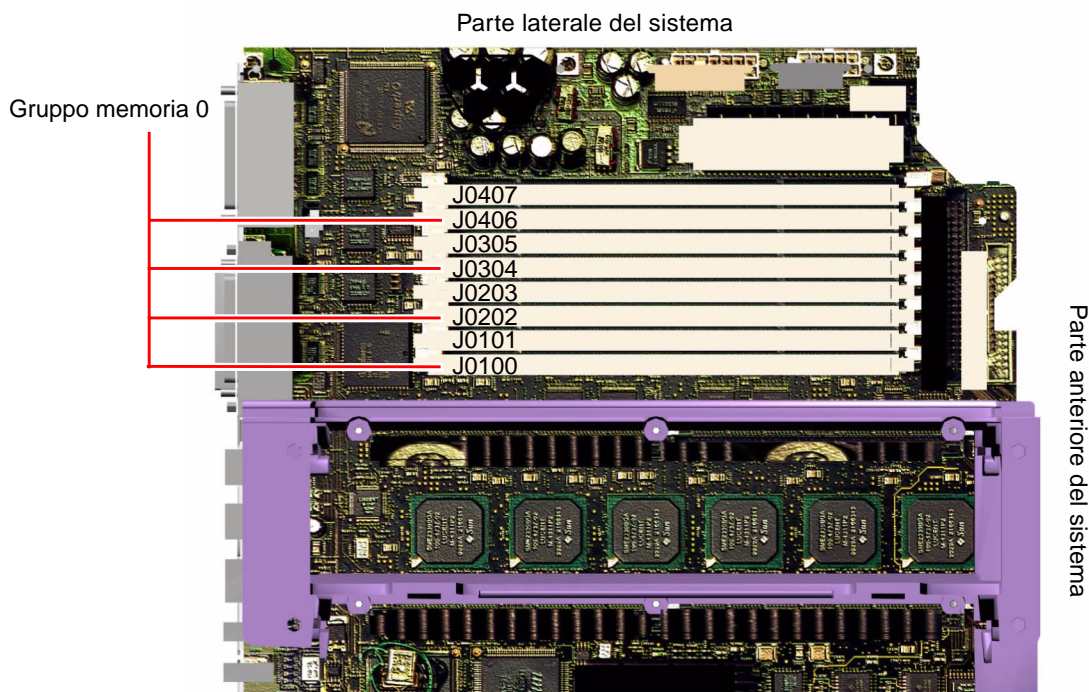 Parte laterale del sistema
Gruppo memoria 0
J0407
J0406
J0305
J0304
J0203
J0202
J0101
J0100
Parte anteriore del sistema